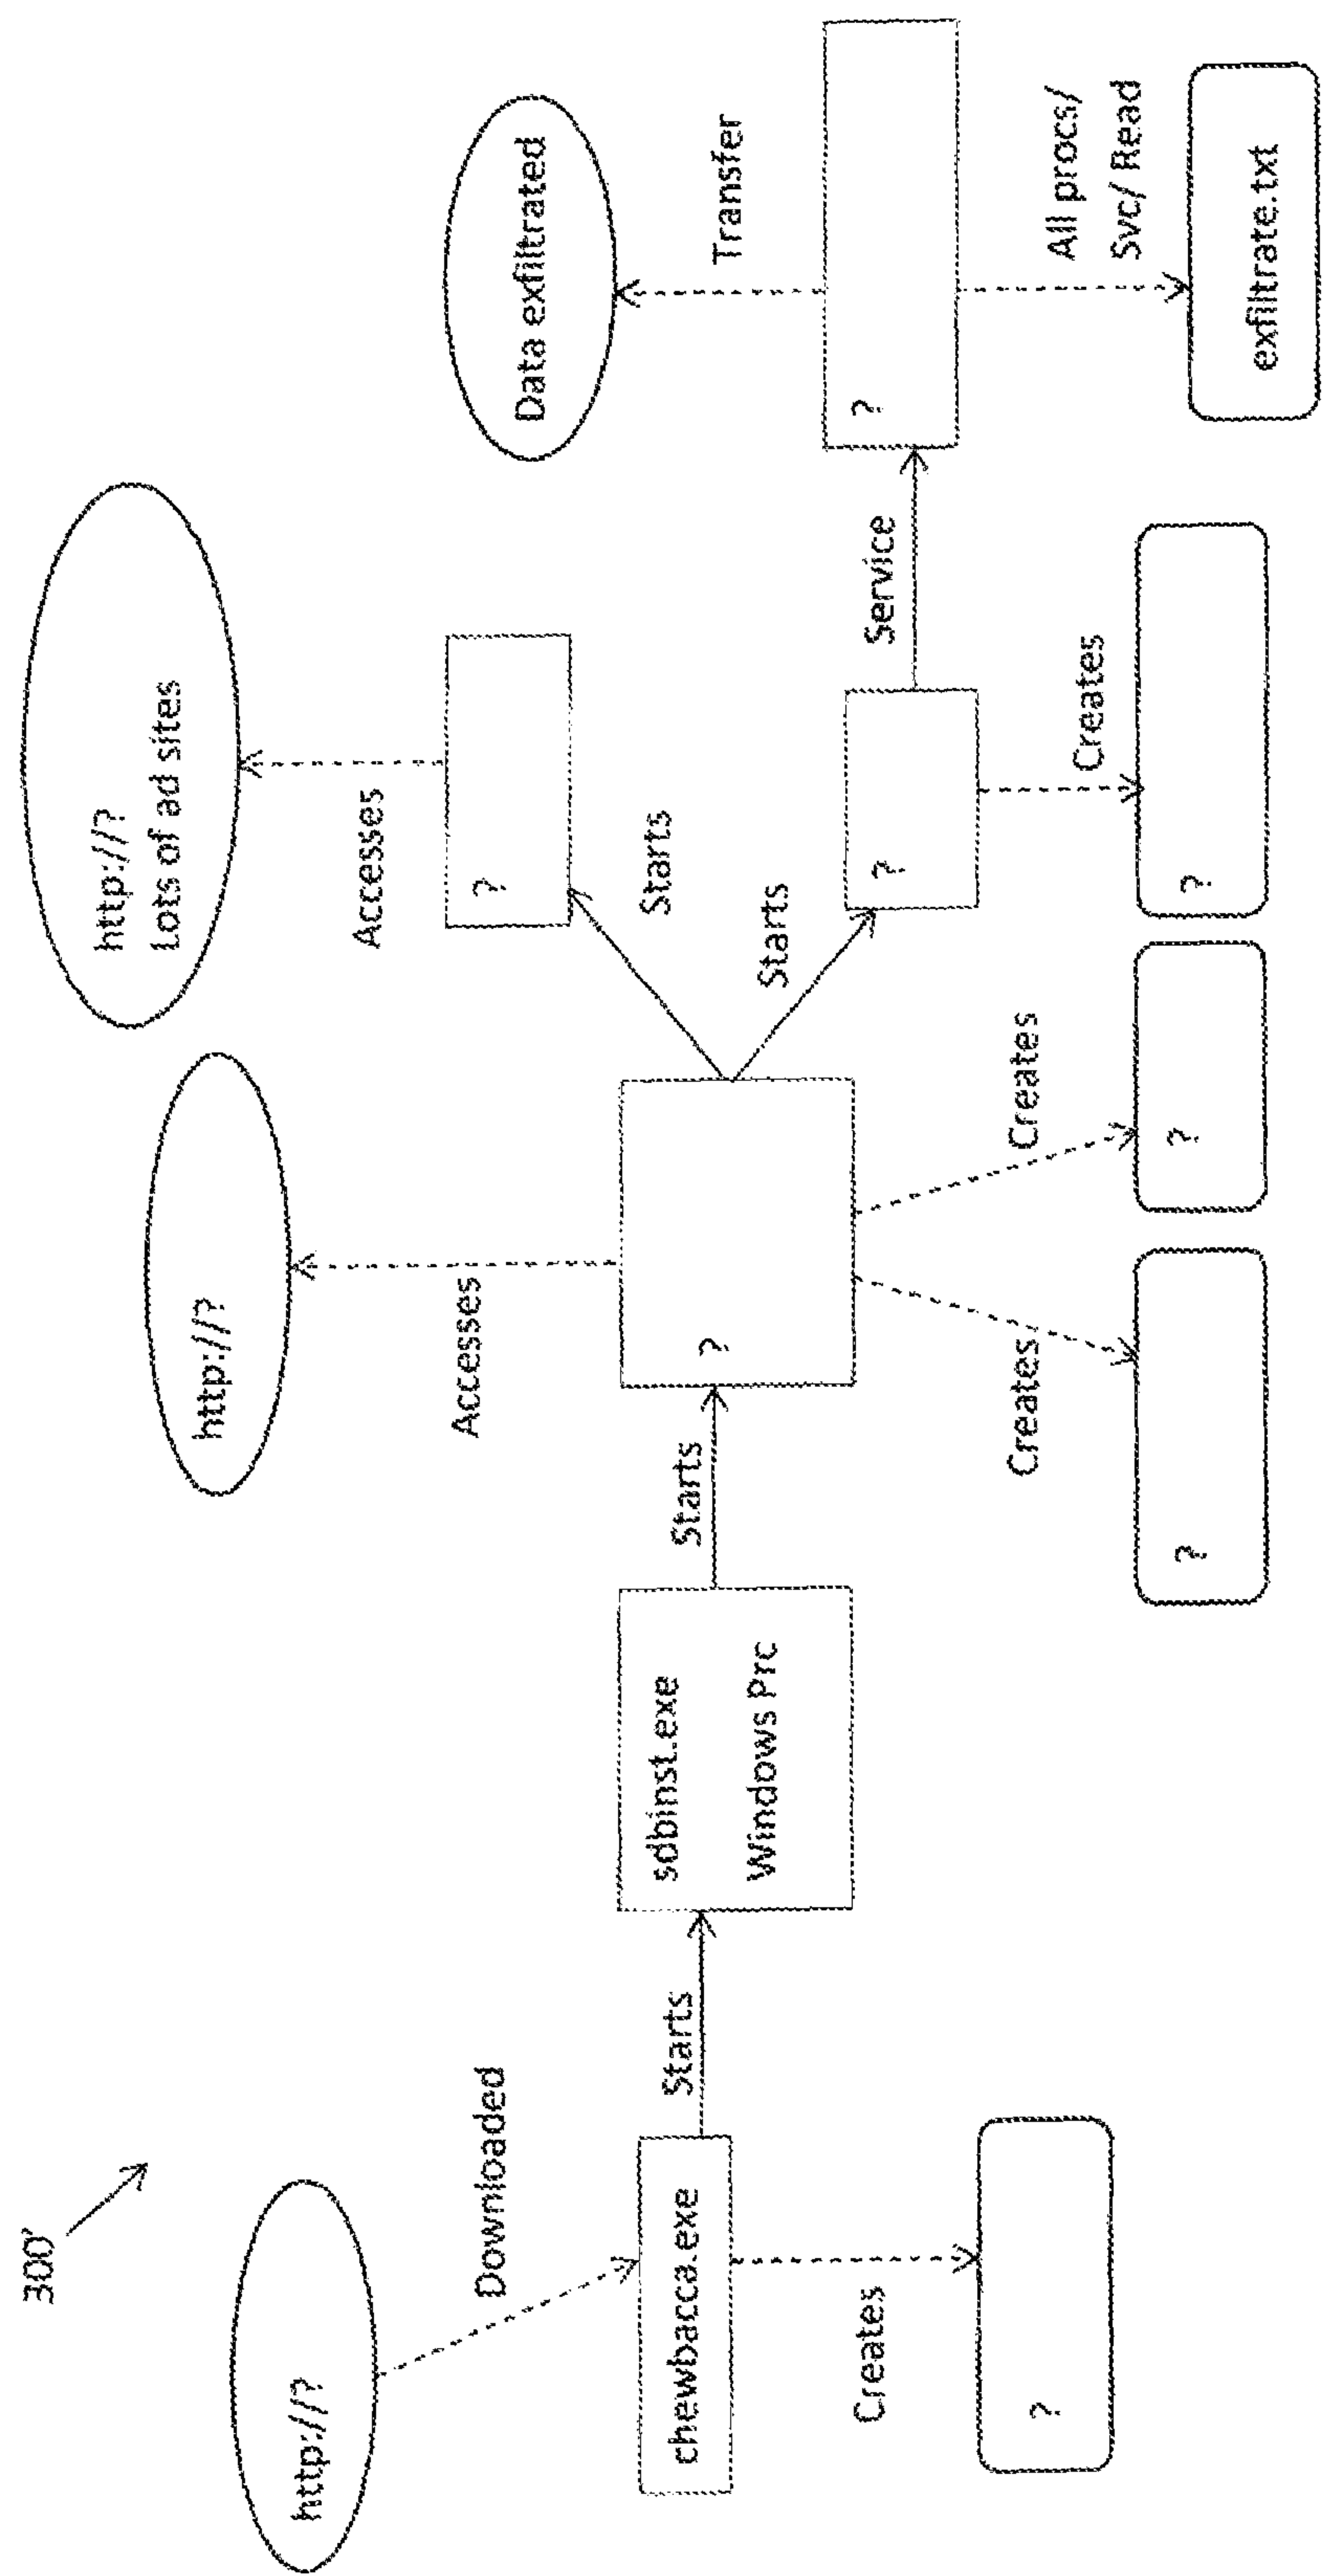 300'
http://?
Lots of ad sites
http://?
http://?
Accesses
Accesses
Downloaded
?
Data exfiltrated
Starts
chewbacca.exe
Starts
sdbinst.exe
Windows Prc
Starts
?
Starts
Transfer
Creates
?
Service
?
Creates
Creates
Creates
All procs/
Svc/ Read
?
?
?
?
exfiltrate.txt